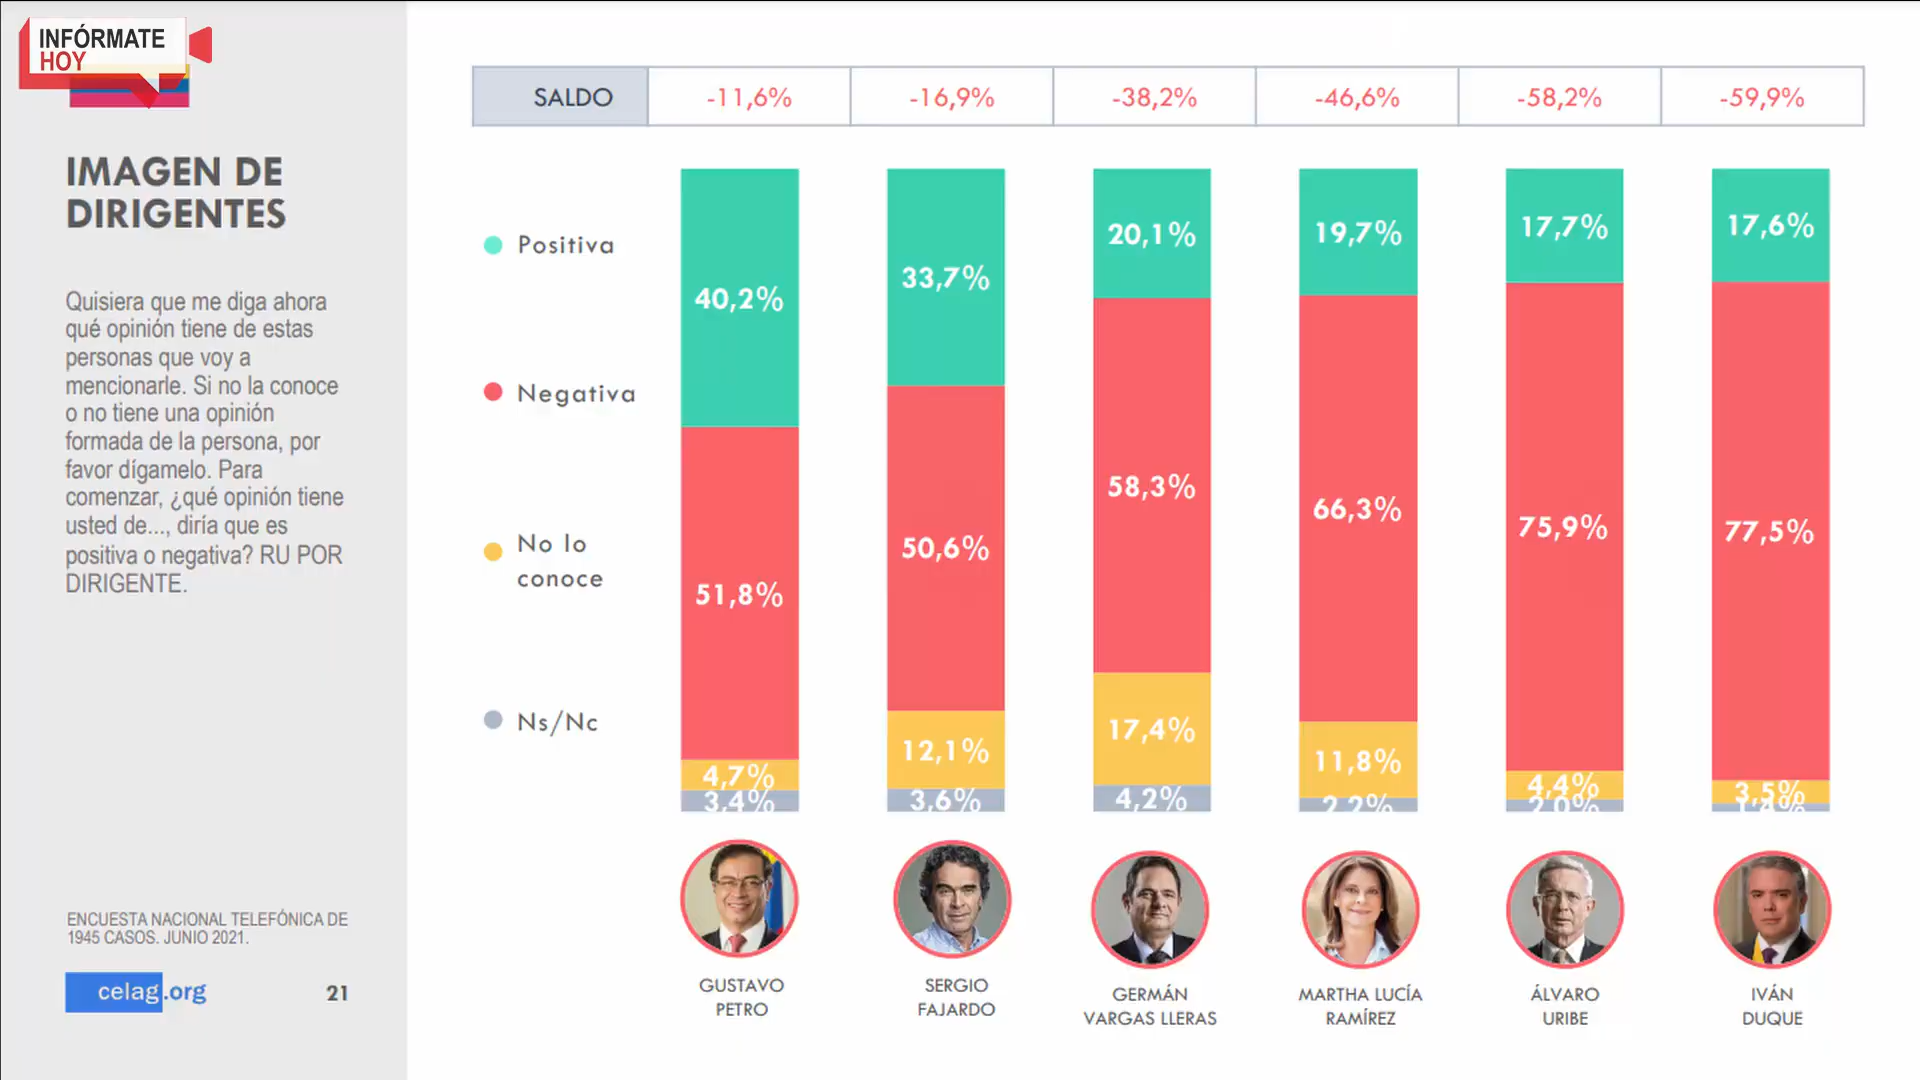 INFÓRMATE
HOY
IMAGEN DE
DIRIGENTES
Quisiera que me diga ahora
qué opinión tiene de estas
personas que voy a
mencionarle. Si no la conoce
o no tiene una opinión
formada de la persona, por
favor dígamelo. Para
comenzar, ¿qué opinión tiene
usted de..., diría que es
positiva o negativa? RU POR
DIRIGENTE.
ENCUESTA NACIONAL TELEFÓNICA DE
1945 CASOS. JUNIO 2021.
celag.org
21
SALDO -11,6% -16,9% -38,2% -46,6% -58,2% -59,9%
Positiva
Negativa
No lo
conoce
Ns/Nc
40,2% 33,7% 20,1% 19,7% 17,7% 17,6%
51,8% 50,6% 58,3% 66,3% 75,9% 77,5%
4,7% 12,1% 17,4% 11,8% 4,4% 3,5%
3,4% 3,6% 4,2% 2,2% 2,0% 1,4%
GUSTAVO
PETRO
SERGIO
FAJARDO
GERMÁN
VARGAS LLERAS
MARTHA LUCÍA
RAMÍREZ
ÁLVARO
URIBE
IVÁN
DUQUE